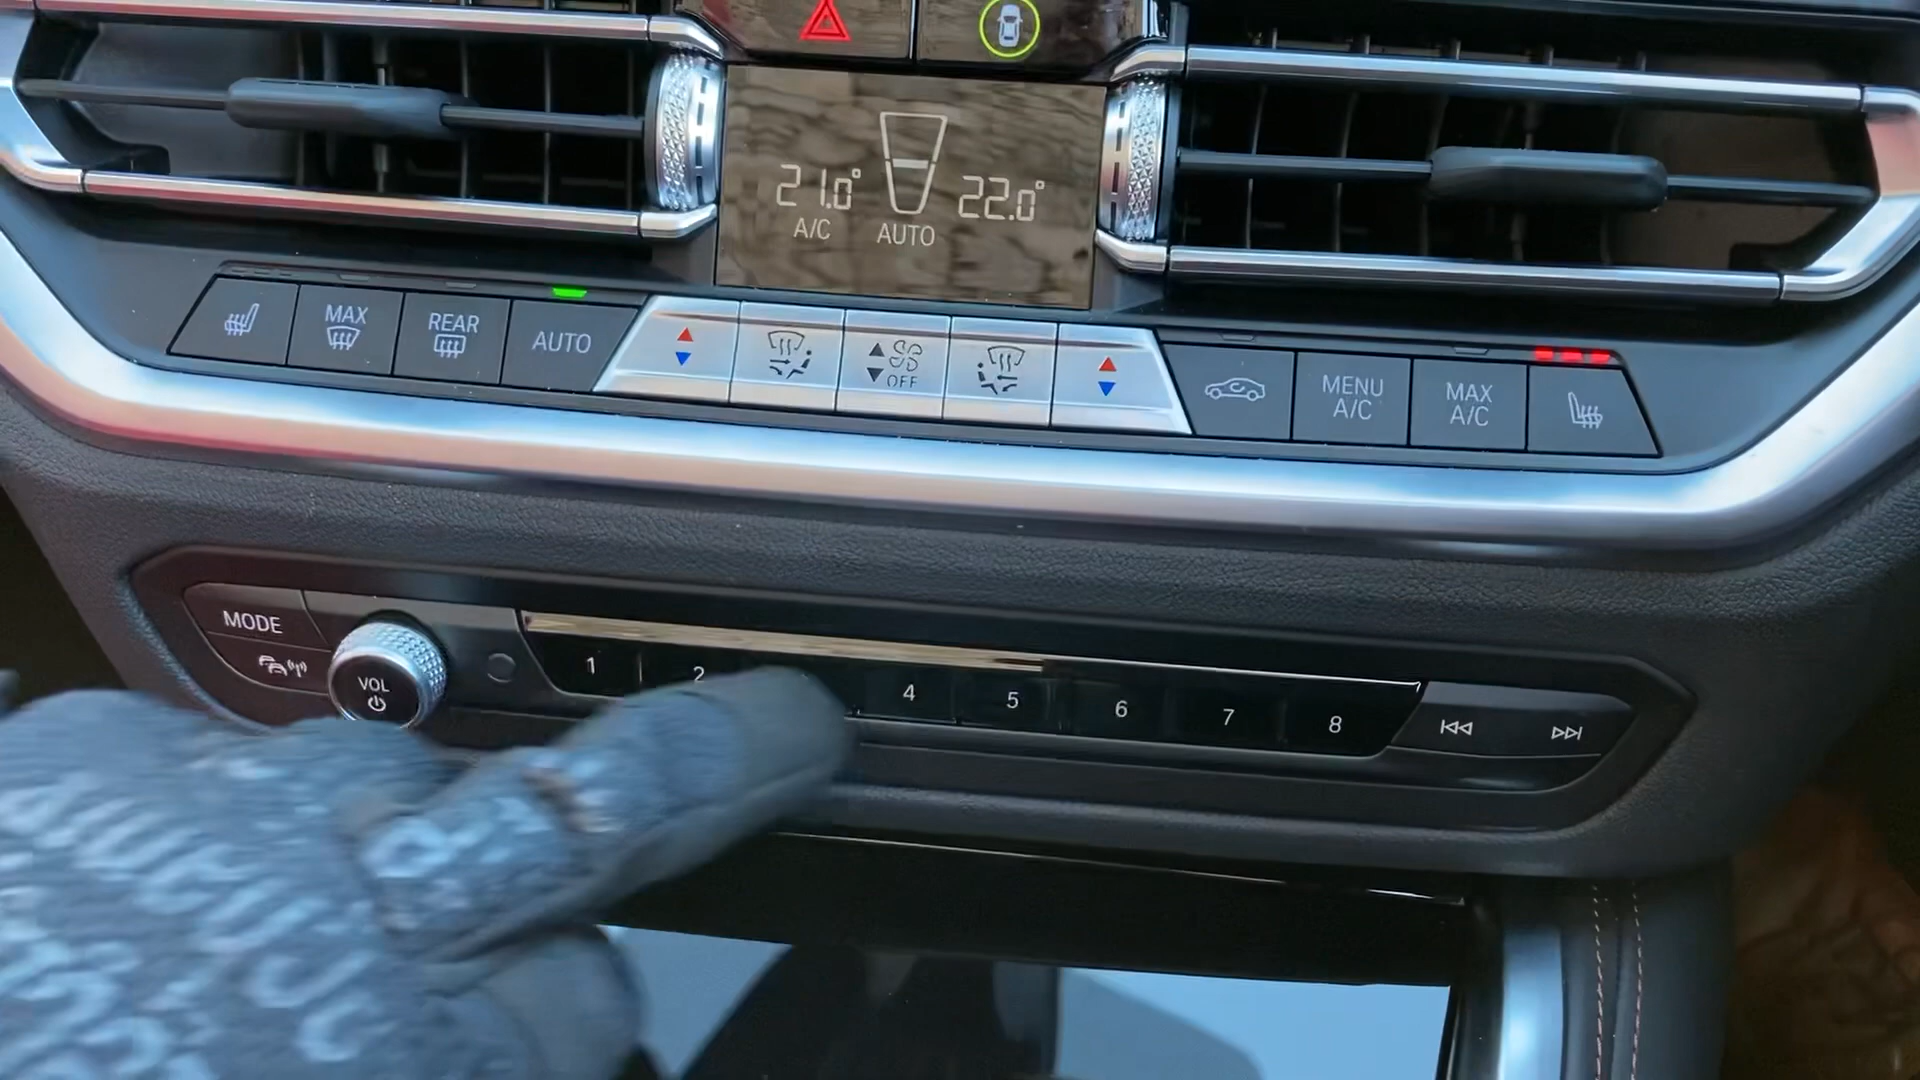 21.0°
22.0°
A/C
AUTO
MAX
REAR
AUTO
OFF
MENU
A/C
MAX
A/C
MODE
VOL
1
2
4
5
6
7
8